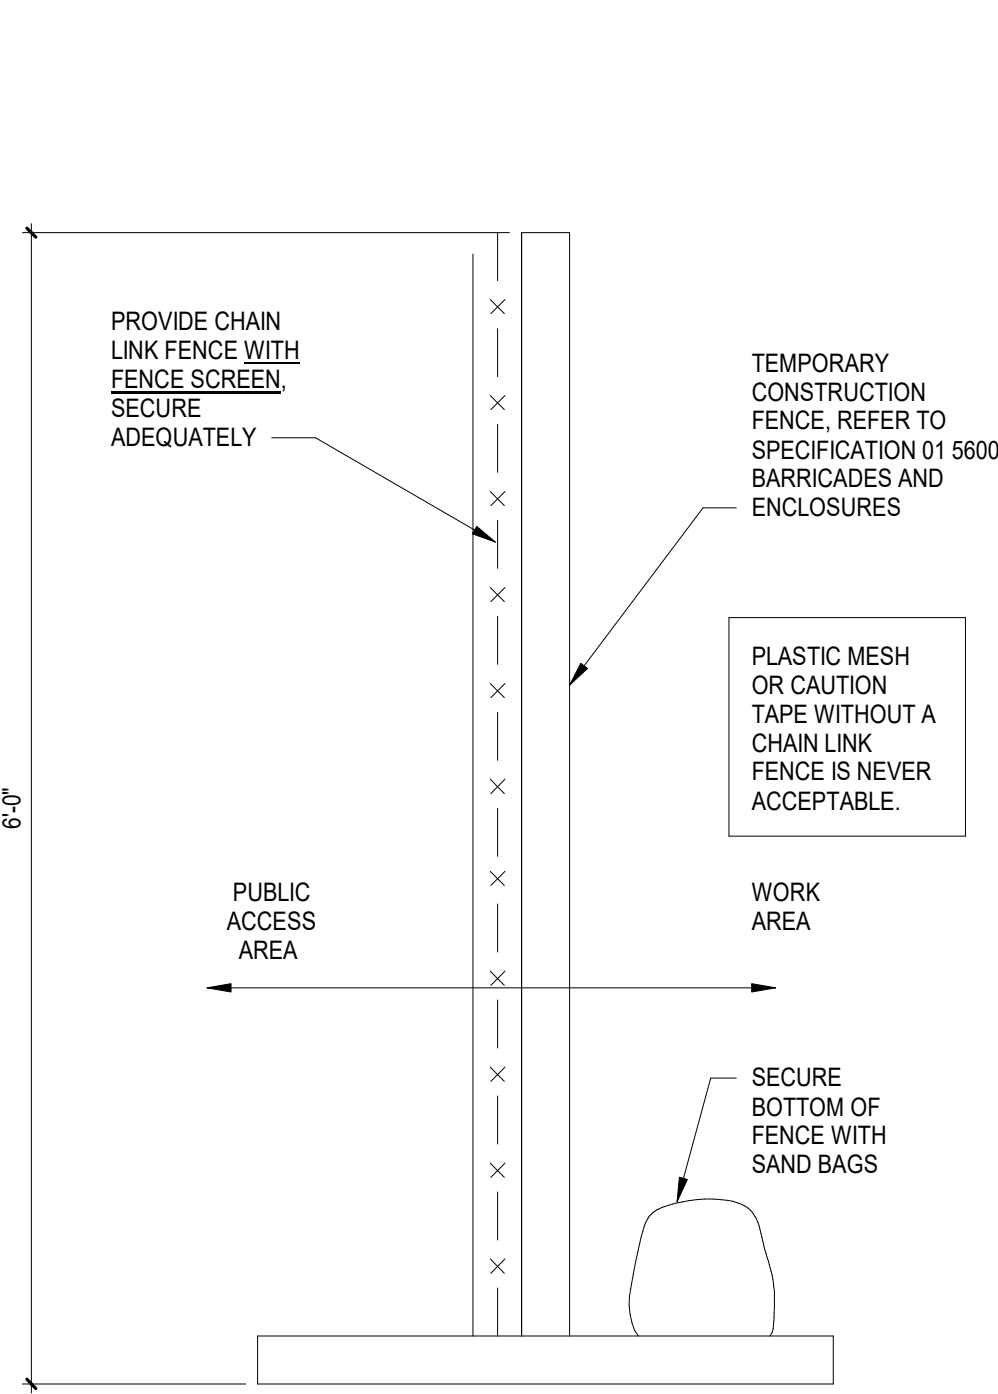 PROVIDE CHAIN
LINK FENCE WITH
FENCE SCREEN,
SECURE
ADEQUATELY
TEMPORARY
CONSTRUCTION
FENCE, REFER TO
SPECIFICATION 01 5600
BARRICADES AND
ENCLOSURES
PLASTIC MESH
OR CAUTION
TAPE WITHOUT A
CHAIN LINK
FENCE IS NEVER
ACCEPTABLE.
6'-0"
PUBLIC
ACCESS
AREA
WORK
AREA
SECURE
BOTTOM OF
FENCE WITH
SAND BAGS